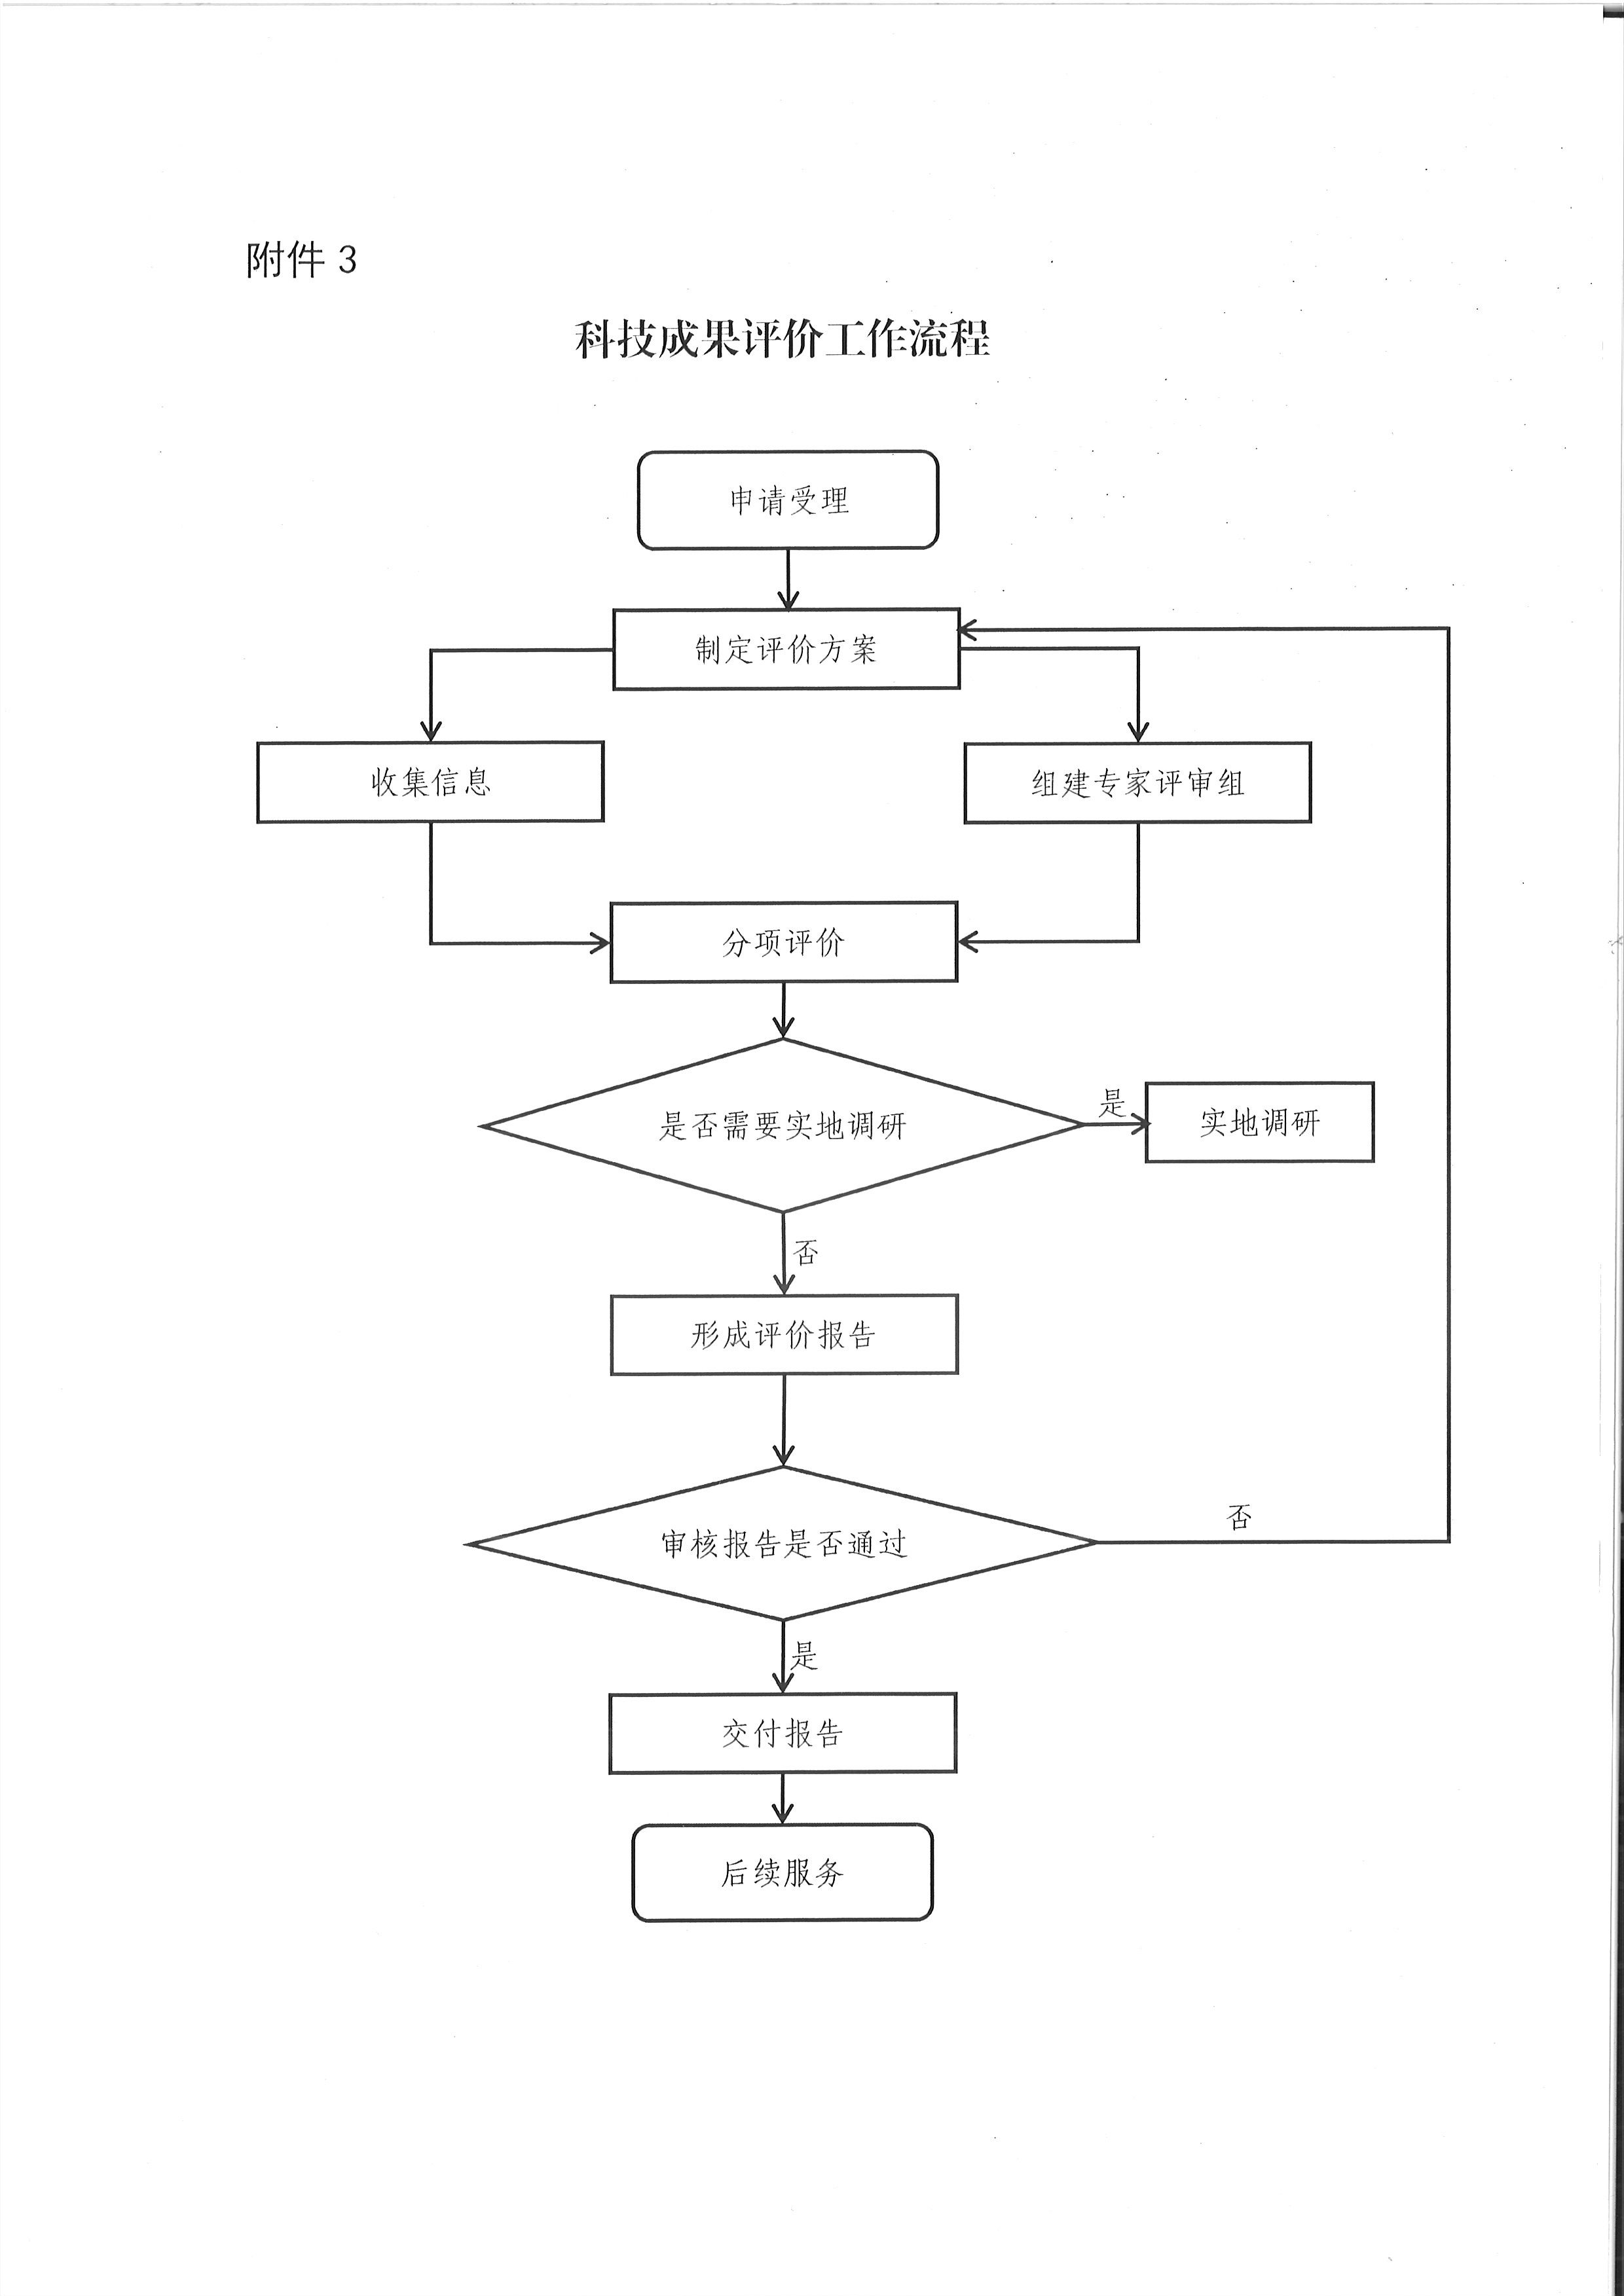 附件 3
科技成果评价工作流程
申请受理
制定评价方案
收集信息
组建专家评审组
分项评价
是否需要实地调研
是
实地调研
否
形成评价报告
审核报告是否通过
否
是
交付报告
后续服务